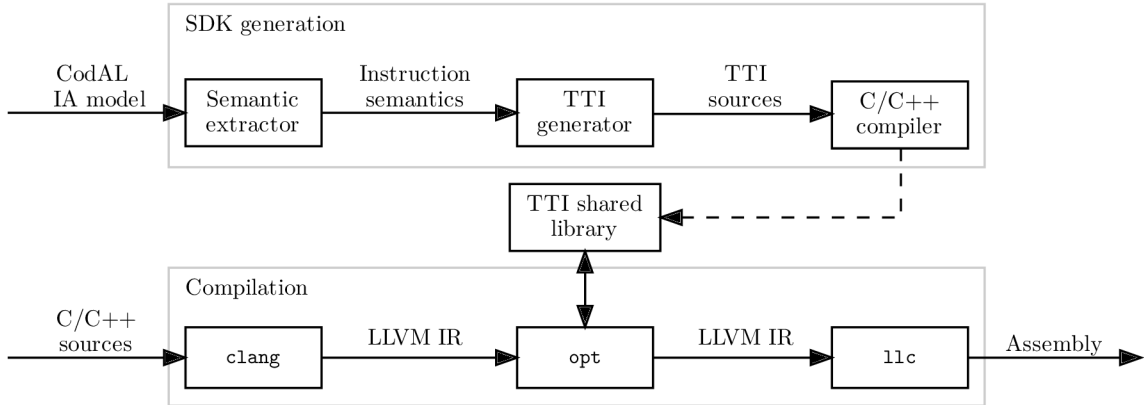 SDK generation
CodAL
IA model
Semantic
extractor
Instruction
semantics
TTI
generator
TTI
sources
C/C++
compiler
TTI shared
library
Compilation
C/C++
sources
clang
LLVM IR
opt
LLVM IR
llc
Assembly